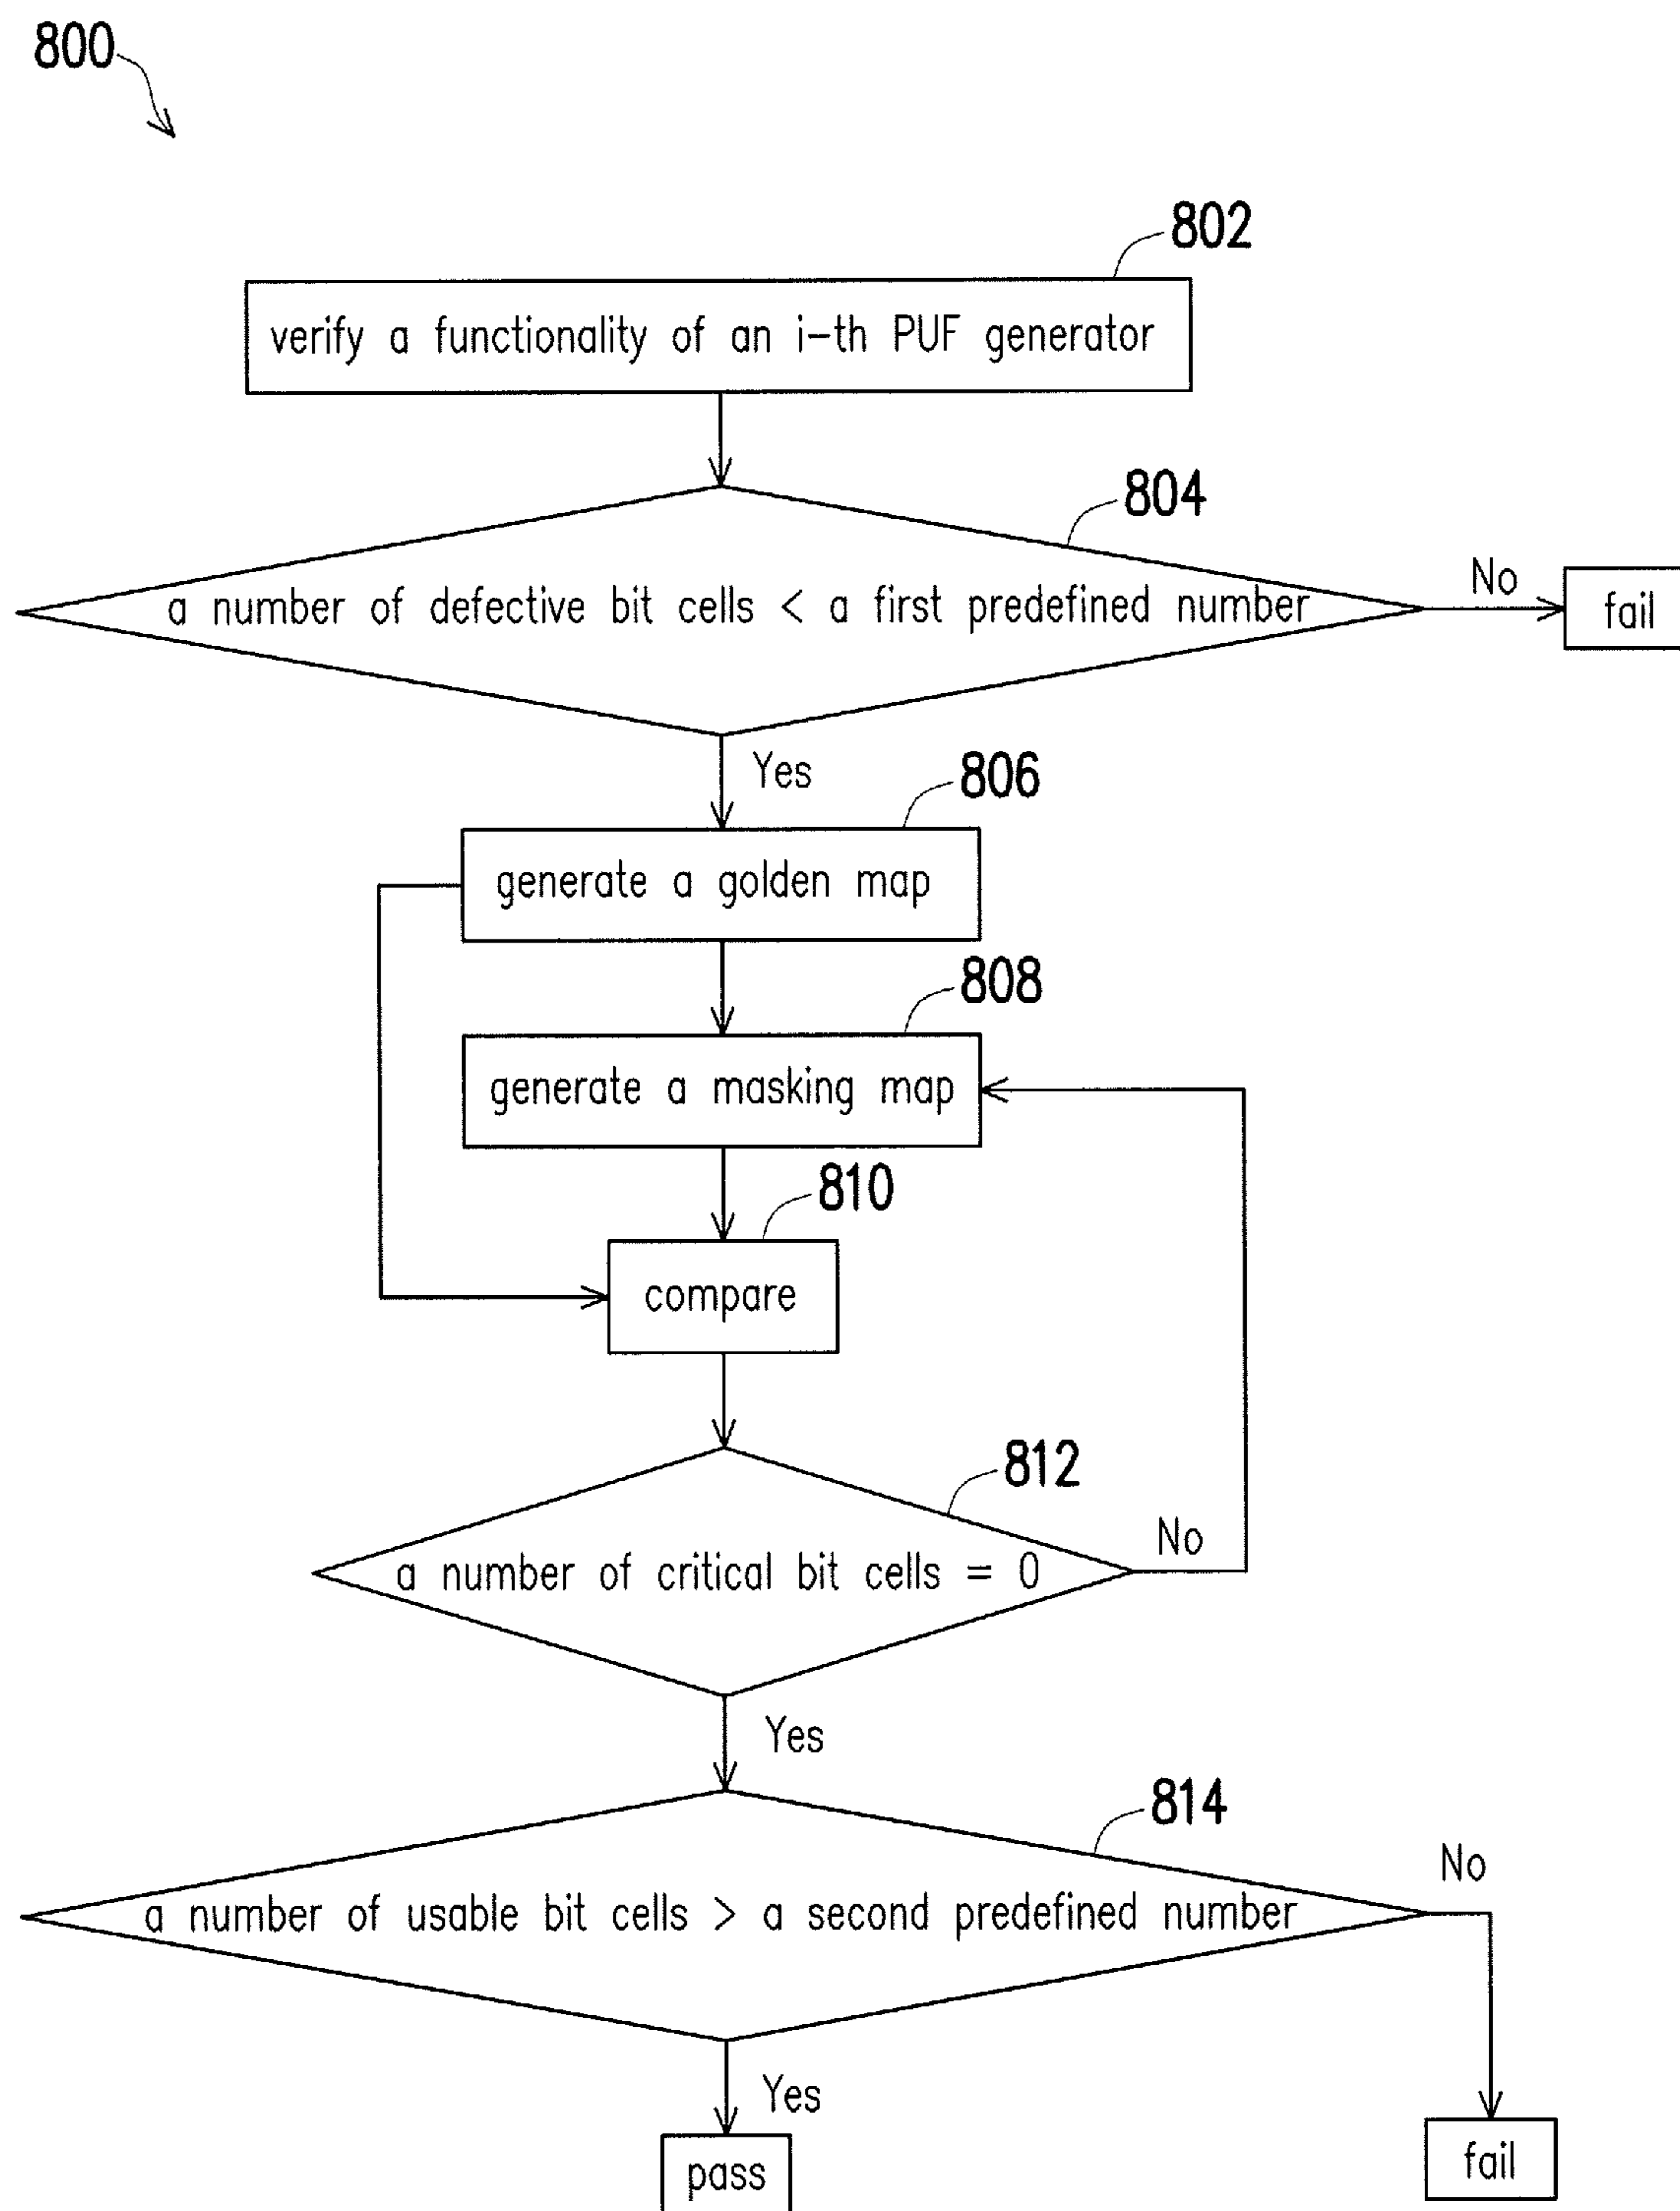 800
802
verify a functionality of an i-th PUF generator
804
a number of defective bit cells < a first predefined number
No
fail
Yes
806
generate a golden map
808
generate a masking map
810
compare
812
a number of critical bit cells = 0
No
Yes
814
a number of usable bit cells > a second predefined number
No
Yes
pass
fail